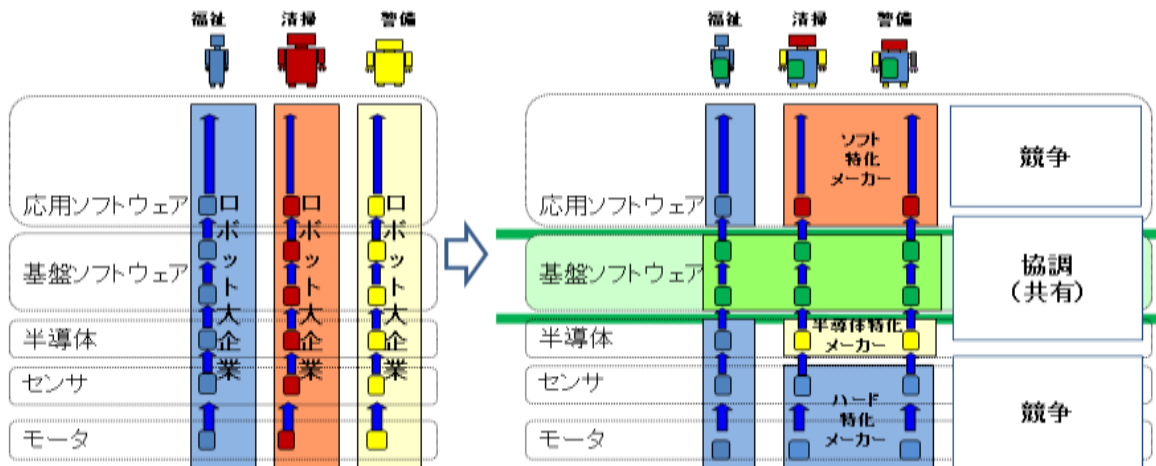 福祉
清掃
警備
応用ソフトウェア
基盤ソフトウェア
半導体
センサ
モータ
ロボット大企業
ロボット大企業
ロボット大企業
福祉
清掃
警備
応用ソフトウェア
基盤ソフトウェア
半導体
センサ
モータ
ソフト
特化
メーカー
半導体特化
メーカー
ハード
特化
メーカー
競争
協調
(共有)
競争